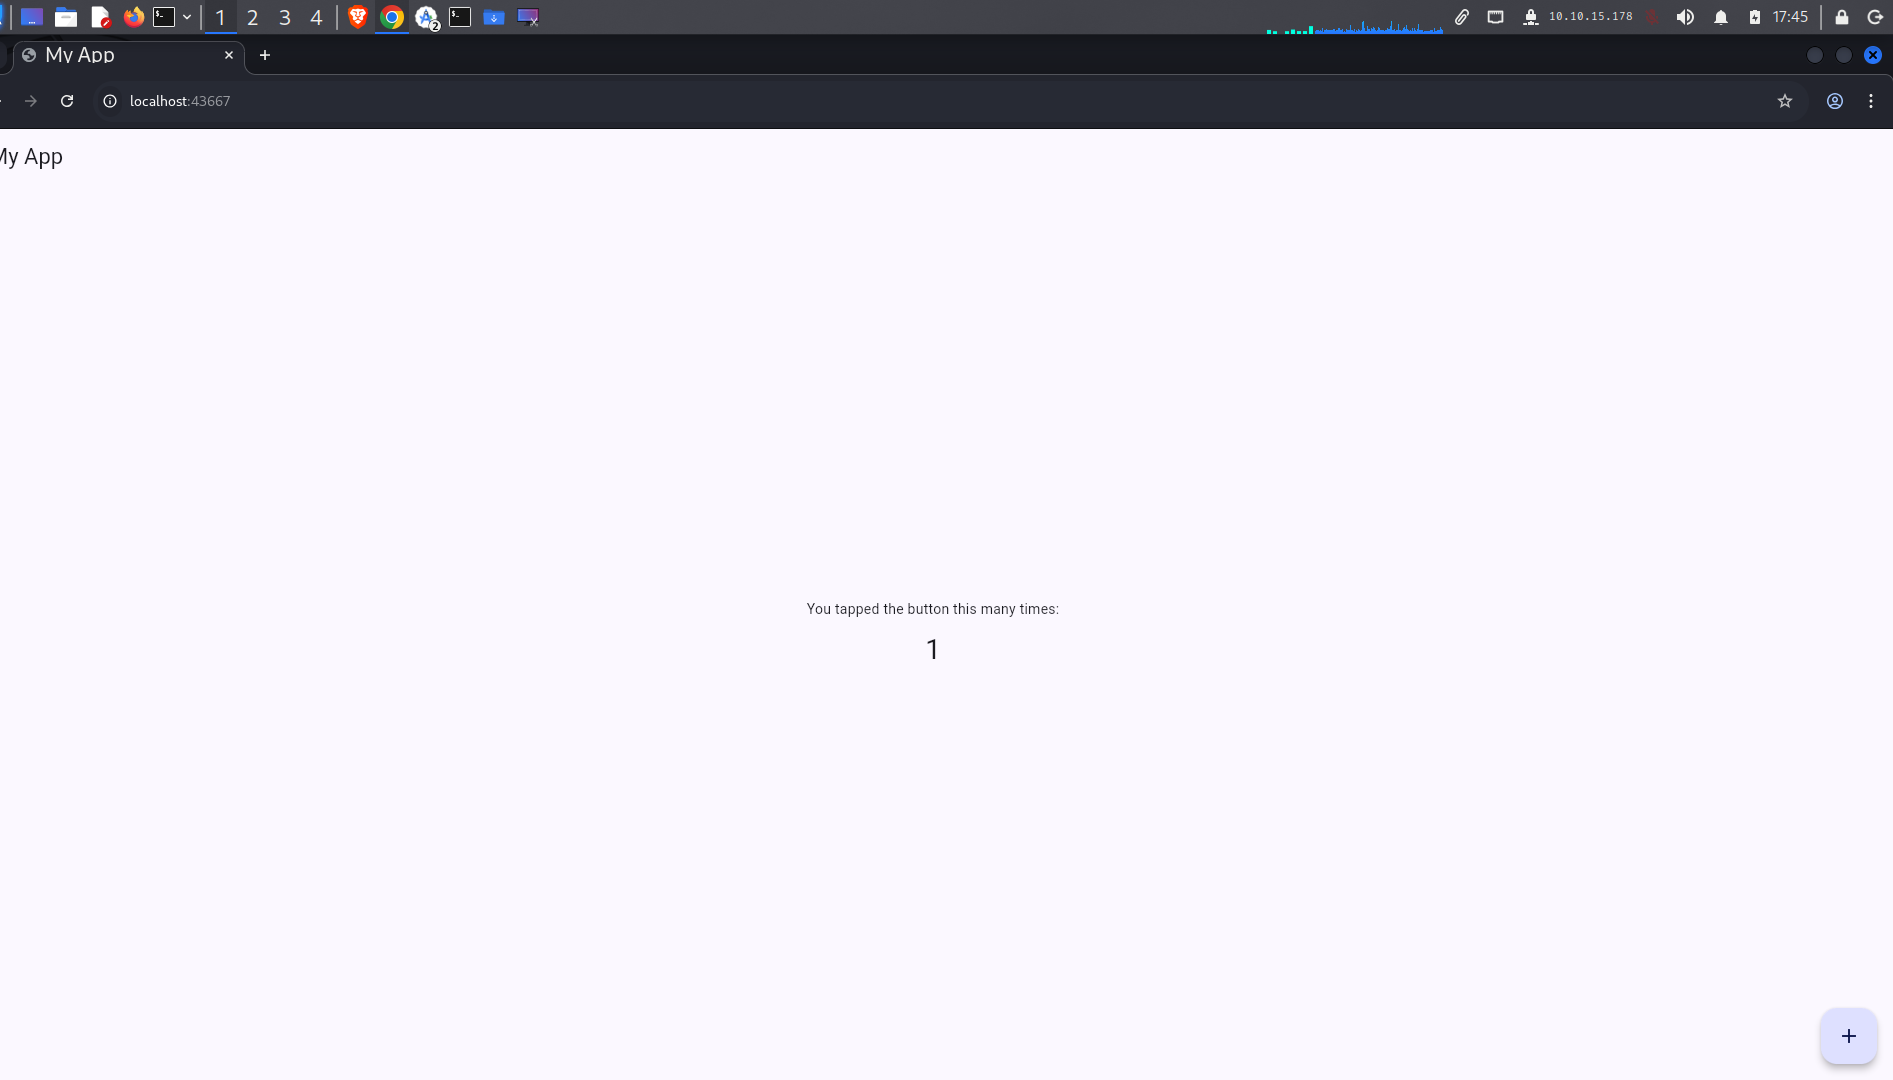 1 2 3 4 2 10.10.15.178 17:45
My App
localhost:43667
My App
You tapped the button this many times:
1